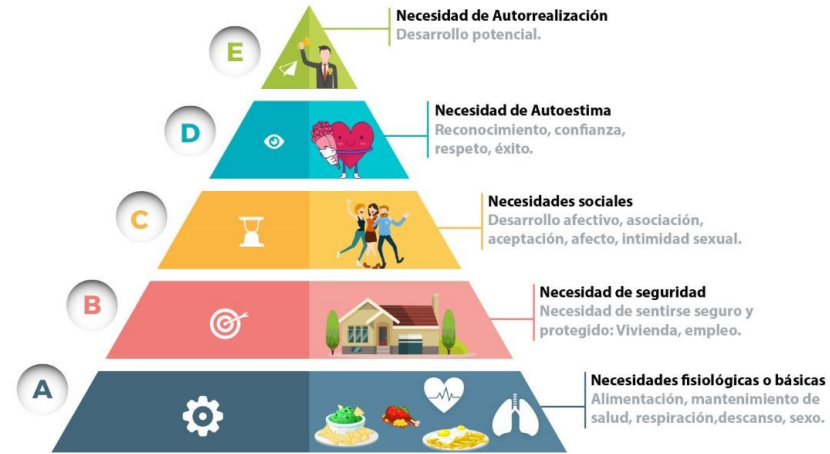 E
Necesidad de Autorrealización
Desarrollo potencial.
D
Necesidad de Autoestima
Reconocimiento, confianza,
respeto, éxito.
C
Necesidades sociales
Desarrollo afectivo, asociación,
aceptación, afecto, intimidad sexual.
B
Necesidad de seguridad
Necesidad de sentirse seguro y
protegido: Vivienda, empleo.
A
Necesidades fisiológicas o básicas
Alimentación, mantenimiento de
salud, respiración,descanso, sexo.